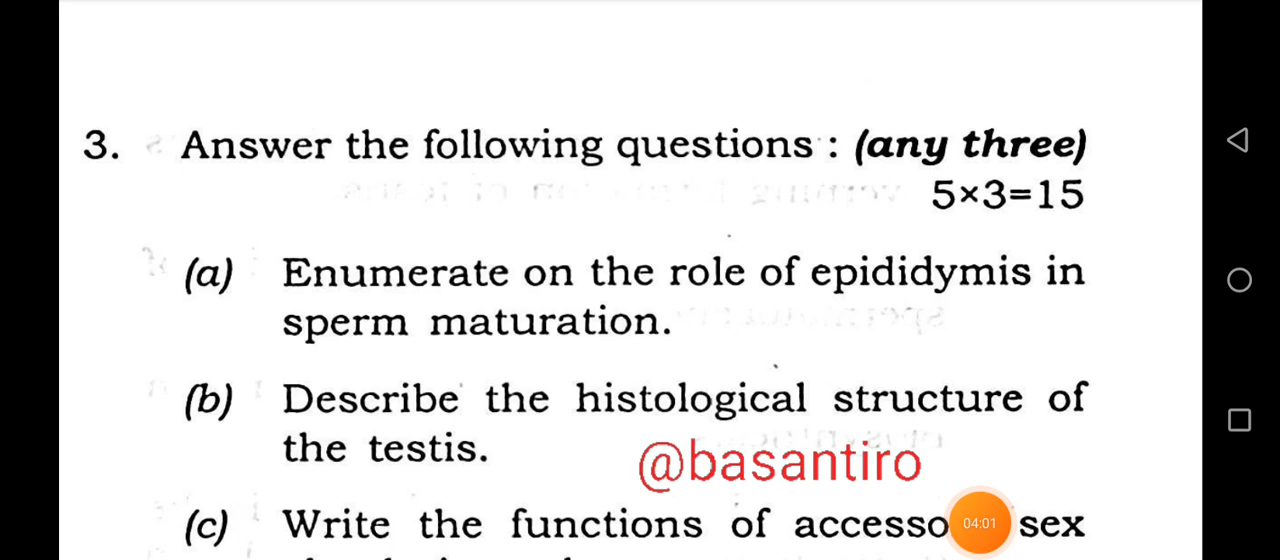 3. Answer the following questions : (any three)
5×3=15
(a) Enumerate on the role of epididymis in
sperm maturation.
(b) Describe the histological structure of
the testis.
@basantiro
(c) Write the functions of sex
04:01